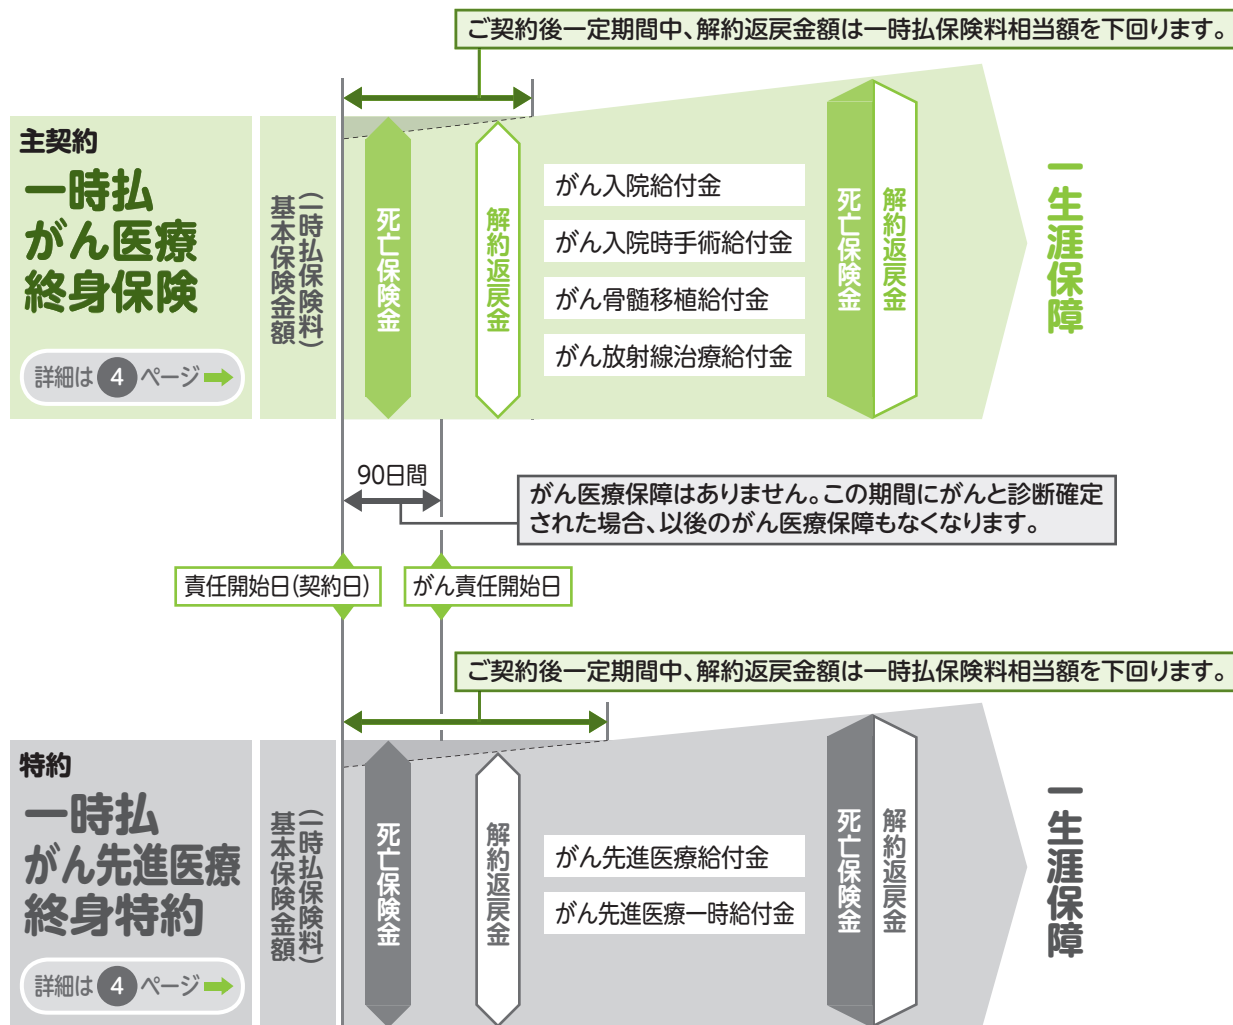 ご契約後一定期間中、解約返戻金額は一時払保険料相当額を下回ります。
主契約
一時払
がん医療
終身保険
詳細は 4 ページ
基本保険金額
(一時払保険料)
死亡保険金
解約返戻金
がん入院給付金
がん入院時手術給付金
がん骨髄移植給付金
がん放射線治療給付金
死亡保険金
解約返戻金
一生涯保障
90日間
がん医療保障はありません。この期間にがんと診断確定
された場合、以後のがん医療保障もなくなります。
責任開始日(契約日)
がん責任開始日
ご契約後一定期間中、解約返戻金額は一時払保険料相当額を下回ります。
特約
一時払
がん先進医療
終身特約
詳細は 4 ページ
基本保険金額
(一時払保険料)
死亡保険金
解約返戻金
がん先進医療給付金
がん先進医療一時給付金
死亡保険金
解約返戻金
一生涯保障